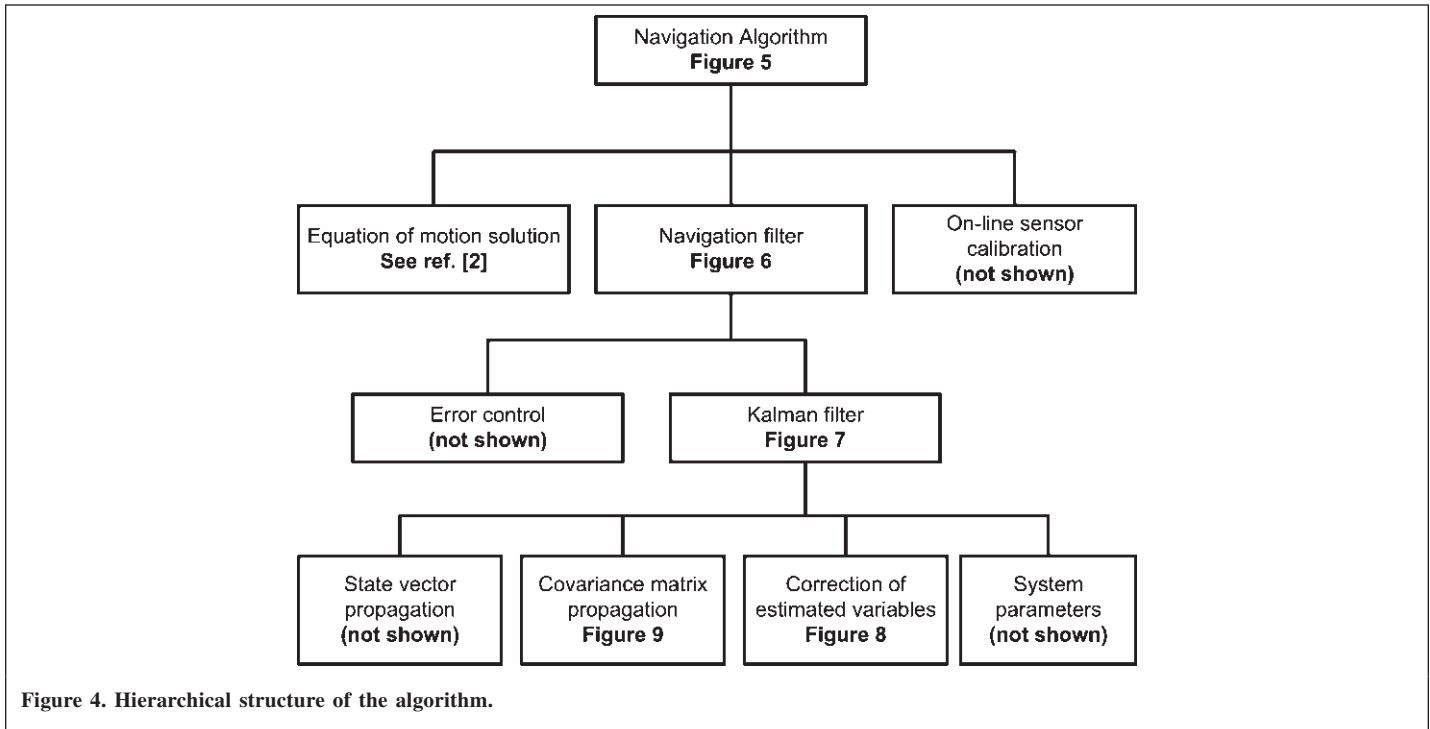 Navigation Algorithm
Figure 5
Equation of motion solution
See ref. [2]
Navigation filter
Figure 6
On-line sensor
calibration
(not shown)
Error control
(not shown)
Kalman filter
Figure 7
State vector
propagation
(not shown)
Covariance matrix
propagation
Figure 9
Correction of
estimated variables
Figure 8
System
parameters
(not shown)
Figure 4. Hierarchical structure of the algorithm.